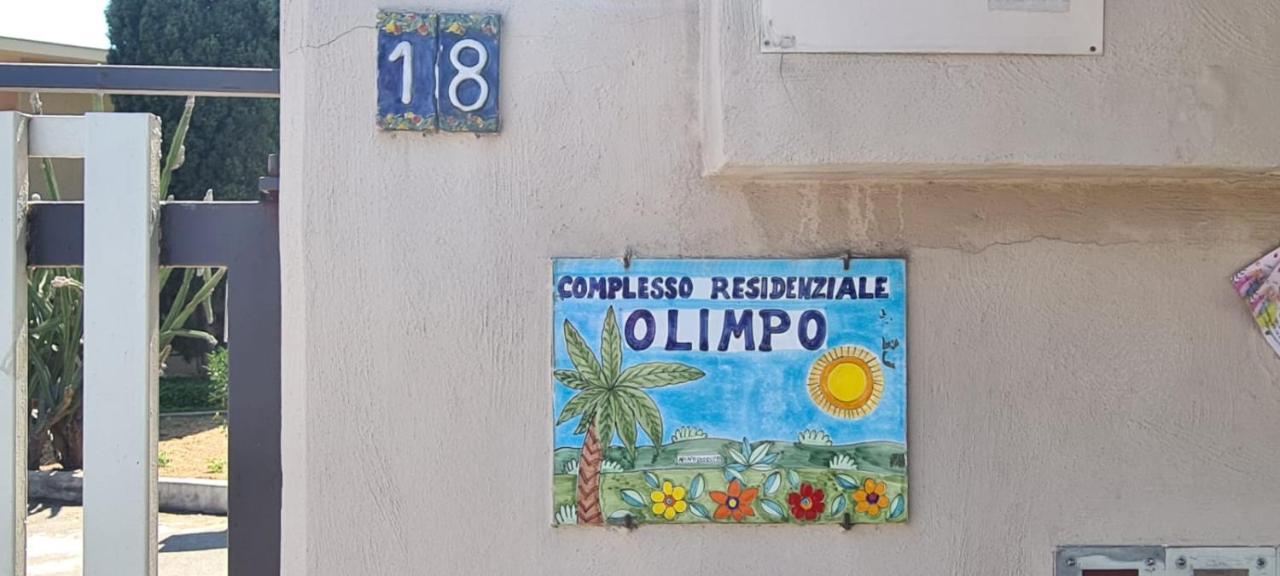 18
COMPLESSO RESIDENZIALE
OLIMPO